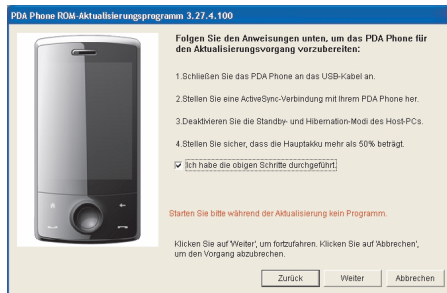 PDA Phone ROM-Aktualisierungsprogramm 3.27.4.100
Folgen Sie den Anweisungen unten, um das PDA Phone für
den Aktualisierungsvorgang vorzubereiten:
1.Schließen Sie das PDA Phone an das USB-Kabel an.
2.Stellen Sie eine ActiveSync-Verbindung mit Ihrem PDA Phone her.
3.Deaktivieren Sie die Standby- und Hibernation-Modi des Host-PCs.
4.Stellen Sie sicher, dass die Hauptakku mehr als 50% beträgt.
Ich habe die obigen Schritte durchgeführt.
Starten Sie bitte während der Aktualisierung kein Programm.
Klicken Sie auf 'Weiter', um fortzufahren. Klicken Sie auf 'Abbrechen',
um den Vorgang abzubrechen.
Zurück Weiter Abbrechen